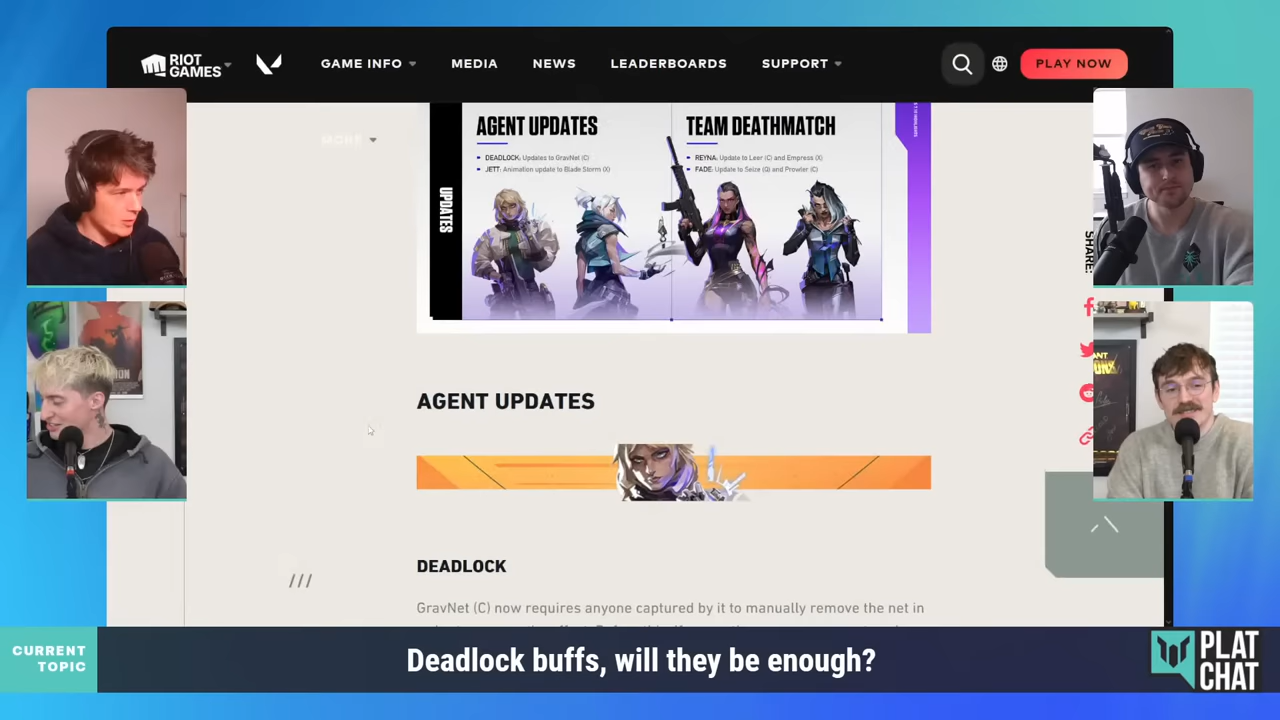 RIOT GAMES
GAME INFO
MEDIA
NEWS
LEADERBOARDS
SUPPORT
PLAY NOW
MORE
UPDATES
AGENT UPDATES
DEADLOCK: Updates to GravNet (C)
JETT: Animation update to Blade Storm (X)
TEAM DEATHMATCH
REYNA: Update to Leer (C) and Empress (X)
FADE: Update to Seize (Q) and Prowler (C)
SHARE:
AGENT UPDATES
DEADLOCK
GravNet (C) now requires anyone captured by it to manually remove the net in
CURRENT TOPIC
Deadlock buffs, will they be enough?
PLAT CHAT